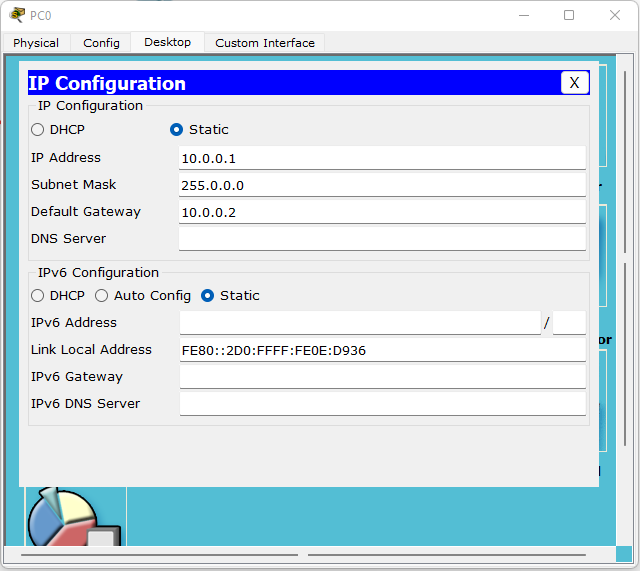 PC0
Physical Config Desktop Custom Interface
IP Configuration X
IP Configuration
DHCP Static
IP Address 10.0.0.1
Subnet Mask 255.0.0.0
Default Gateway 10.0.0.2
DNS Server
IPv6 Configuration
DHCP Auto Config Static
IPv6 Address /
Link Local Address FE80::2D0:FFFF:FE0E:D936
IPv6 Gateway
IPv6 DNS Server